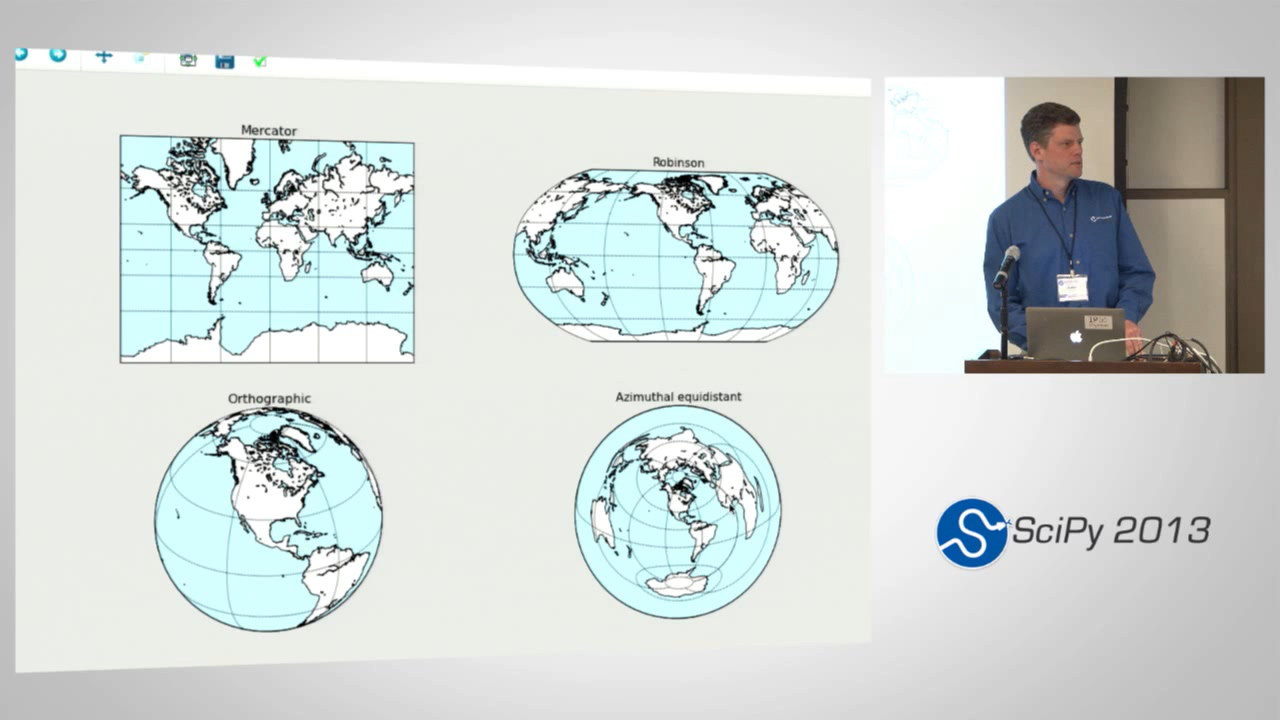 Mercator
Robinson
Orthographic
Azimuthal equidistant
SciPy 2013